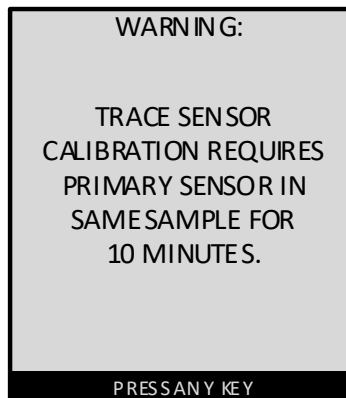 WARNING:
TRACE SENSOR
CALIBRATION REQUIRES
PRIMARY SENSOR IN
SAME SAMPLE FOR
10 MINUTES.
PRESS ANY KEY